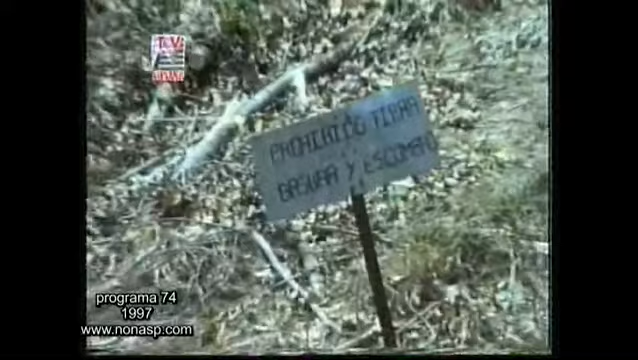 PROHIBIDO TIRAR
BASURA Y ESCOMBRO
programa 74
1997
www.nonasp.com